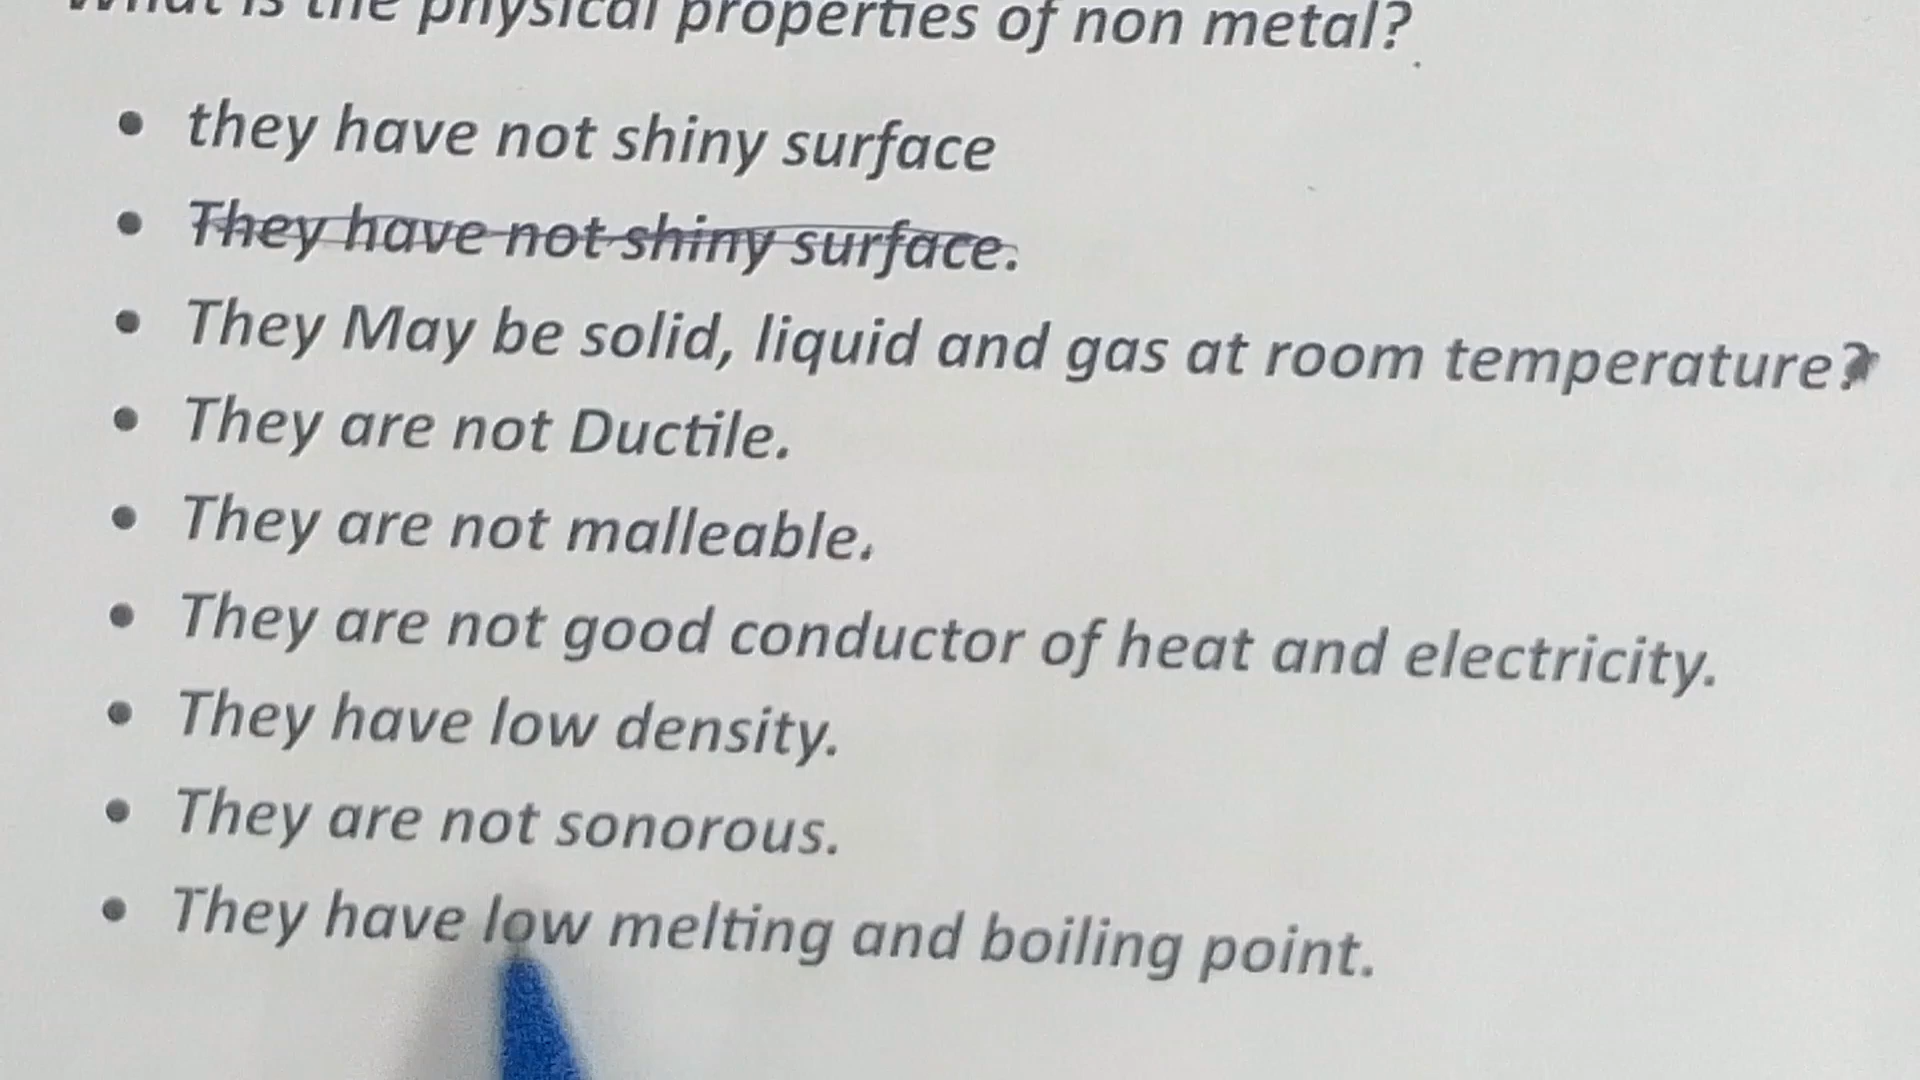 What is the physical properties of non metal?
• they have not shiny surface
• They have not shiny surface.
• They May be solid, liquid and gas at room temperature?
• They are not Ductile.
• They are not malleable.
• They are not good conductor of heat and electricity.
• They have low density.
• They are not sonorous.
• They have low melting and boiling point.